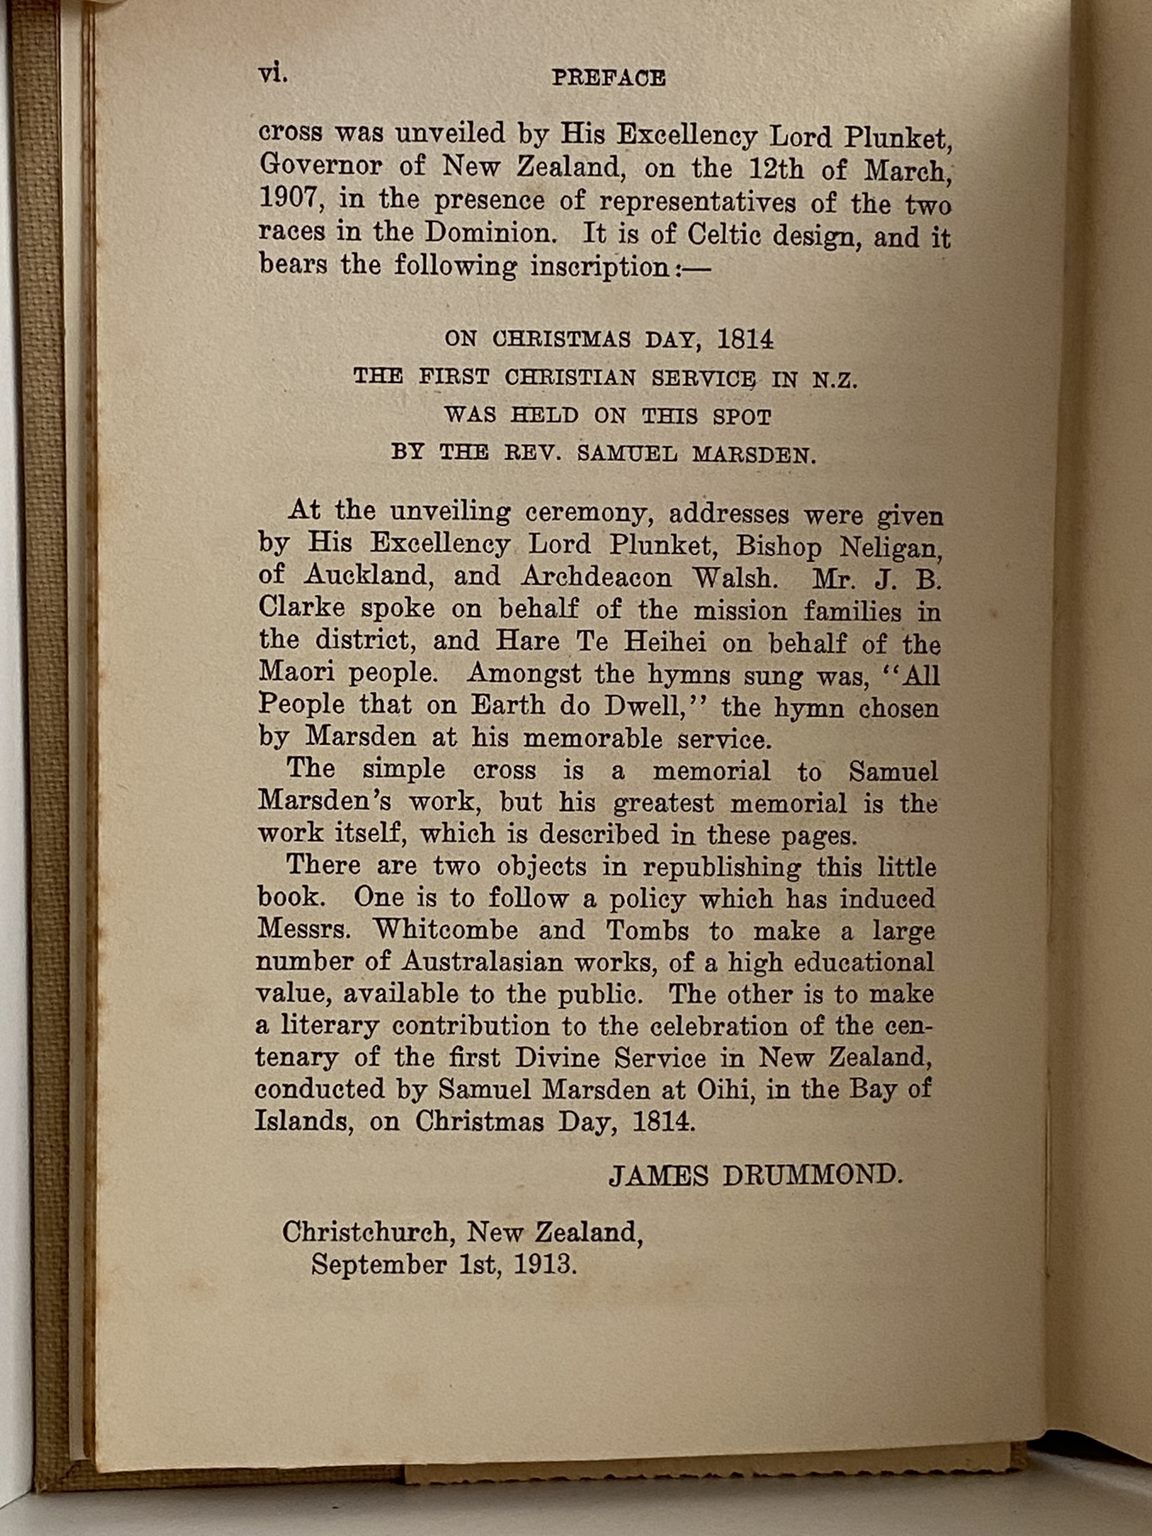 vi. PREFACE
cross was unveiled by His Excellency Lord Plunket,
Governor of New Zealand, on the 12th of March,
1907, in the presence of representatives of the two
races in the Dominion. It is of Celtic design, and it
bears the following inscription:—
ON CHRISTMAS DAY, 1814
THE FIRST CHRISTIAN SERVICE IN N.Z.
WAS HELD ON THIS SPOT
BY THE REV. SAMUEL MARSDEN.
At the unveiling ceremony, addresses were given
by His Excellency Lord Plunket, Bishop Neligan,
of Auckland, and Archdeacon Walsh. Mr. J. B.
Clarke spoke on behalf of the mission families in
the district, and Hare Te Heihei on behalf of the
Maori people. Amongst the hymns sung was, “All
People that on Earth do Dwell,” the hymn chosen
by Marsden at his memorable service.
The simple cross is a memorial to Samuel
Marsden’s work, but his greatest memorial is the
work itself, which is described in these pages.
There are two objects in republishing this little
book. One is to follow a policy which has induced
Messrs. Whitcombe and Tombs to make a large
number of Australasian works, of a high educational
value, available to the public. The other is to make
a literary contribution to the celebration of the cen-
tenary of the first Divine Service in New Zealand,
conducted by Samuel Marsden at Oihi, in the Bay of
Islands, on Christmas Day, 1814.
JAMES DRUMMOND.
Christchurch, New Zealand,
September 1st, 1913.